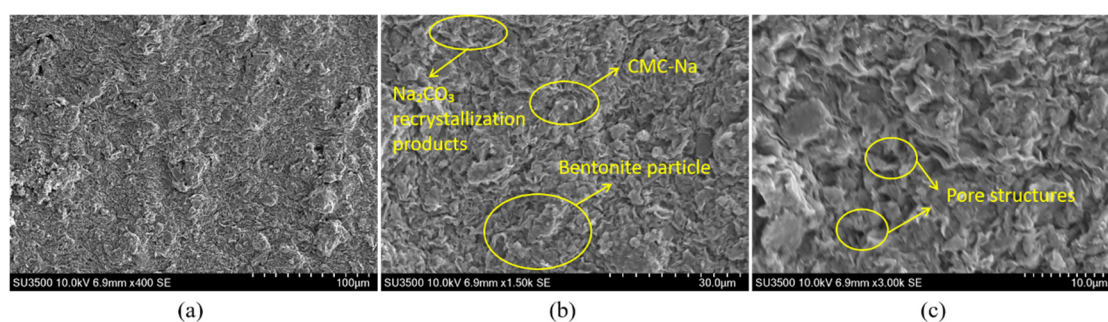 CMC-Na
Na₂CO₃
recrystallization
products
Bentonite particle
Pore structures
SU3500 10.0kV 6.9mm x400 SE 100μm
SU3500 10.0kV 6.9mm x1.50k SE 30.0μm
SU3500 10.0kV 6.9mm x3.00k SE 10.0μm
(a)
(b)
(c)